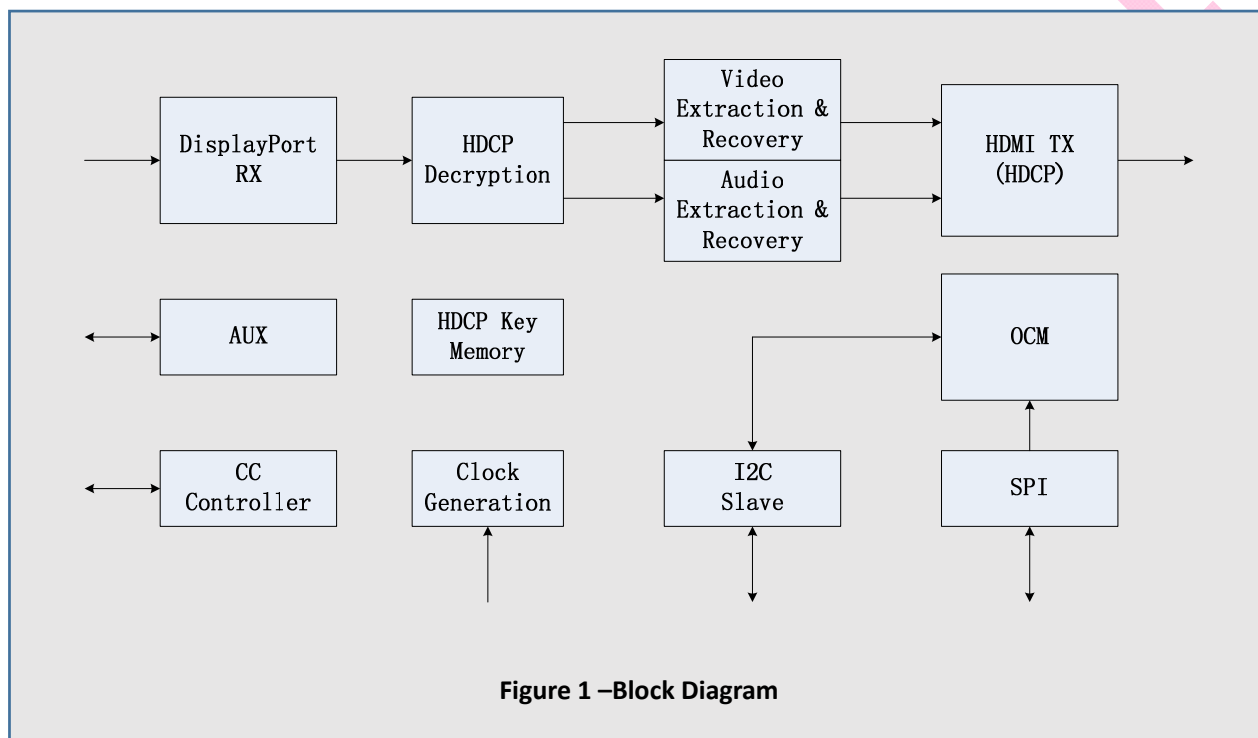 DisplayPort
RX
HDCP
Decryption
Video
Extraction &
Recovery
Audio
Extraction &
Recovery
HDMI TX
(HDCP)
AUX
HDCP Key
Memory
OCM
CC
Controller
Clock
Generation
I2C
Slave
SPI
Figure 1 –Block Diagram